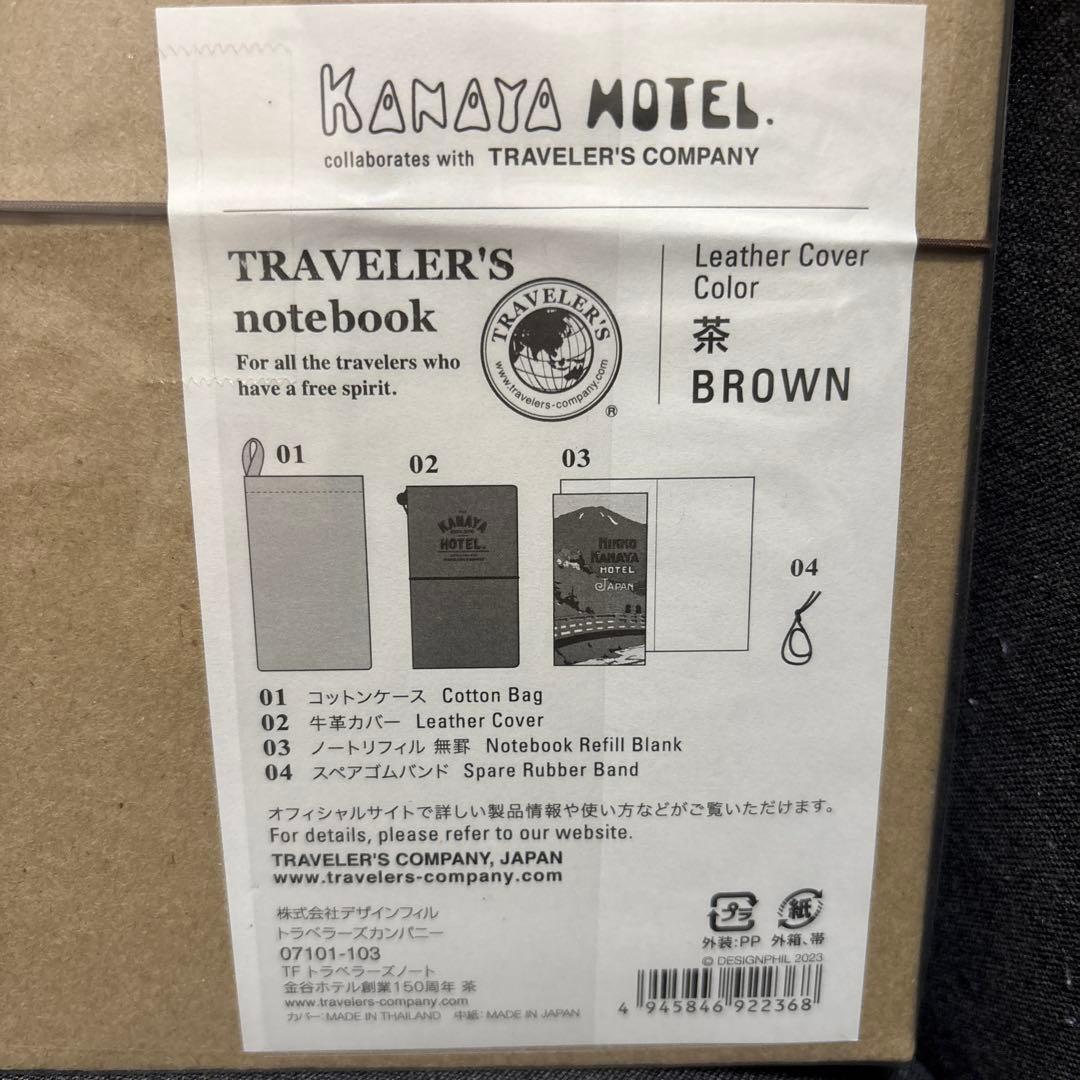 KANAYA HOTEL.
collaborates with TRAVELER'S COMPANY
TRAVELER'S
notebook
For all the travelers who
have a free spirit.
TRAVELER'S
www.travelers-company.com
®
Leather Cover
Color
茶
BROWN
01
02
KANAYA
HOTEL.
03
NIKKO
KANAYA
HOTEL
JAPAN
04
01 コットンケース Cotton Bag
02 牛革カバー Leather Cover
03 ノートリフィル 無罫 Notebook Refill Blank
04 スペアゴムバンド Spare Rubber Band
オフィシャルサイトで詳しい製品情報や使い方などがご覧いただけます。
For details, please refer to our website.
TRAVELER'S COMPANY, JAPAN
www.travelers-company.com
株式会社デザインフィル
トラベラーズカンパニー
07101-103
TF トラベラーズノート
金谷ホテル創業150周年 茶
www.travelers-company.com
カバー:MADE IN THAILAND 中紙:MADE IN JAPAN
プラ 紙
外装:PP 外箱、帯
© DESIGNPHIL 2023
4 945846 922368